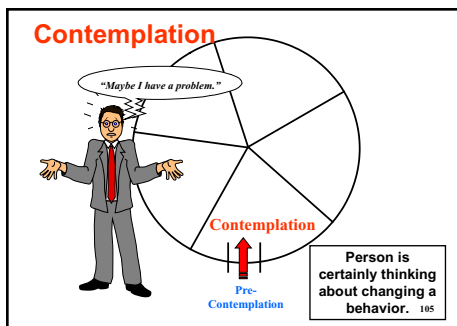 Contemplation
“Maybe I have a problem.”
Contemplation
Pre-
Contemplation
Person is
certainly thinking
about changing a
behavior. 105